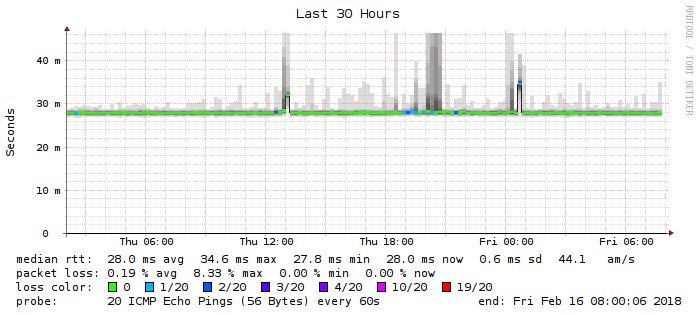 Last 30 Hours
RRDTOOL / TOBI OETIKER
Seconds
40 m
30 m
20 m
10 m
0
Thu 06:00 Thu 12:00 Thu 18:00 Fri 00:00 Fri 06:00
median rtt: 28.0 ms avg 34.6 ms max 27.8 ms min 28.0 ms now 0.6 ms sd 44.1 am/s
packet loss: 0.19 % avg 8.33 % max 0.00 % min 0.00 % now
loss color: 0 1/20 2/20 3/20 4/20 10/20 19/20
probe: 20 ICMP Echo Pings (56 Bytes) every 60s end: Fri Feb 16 08:00:06 2018